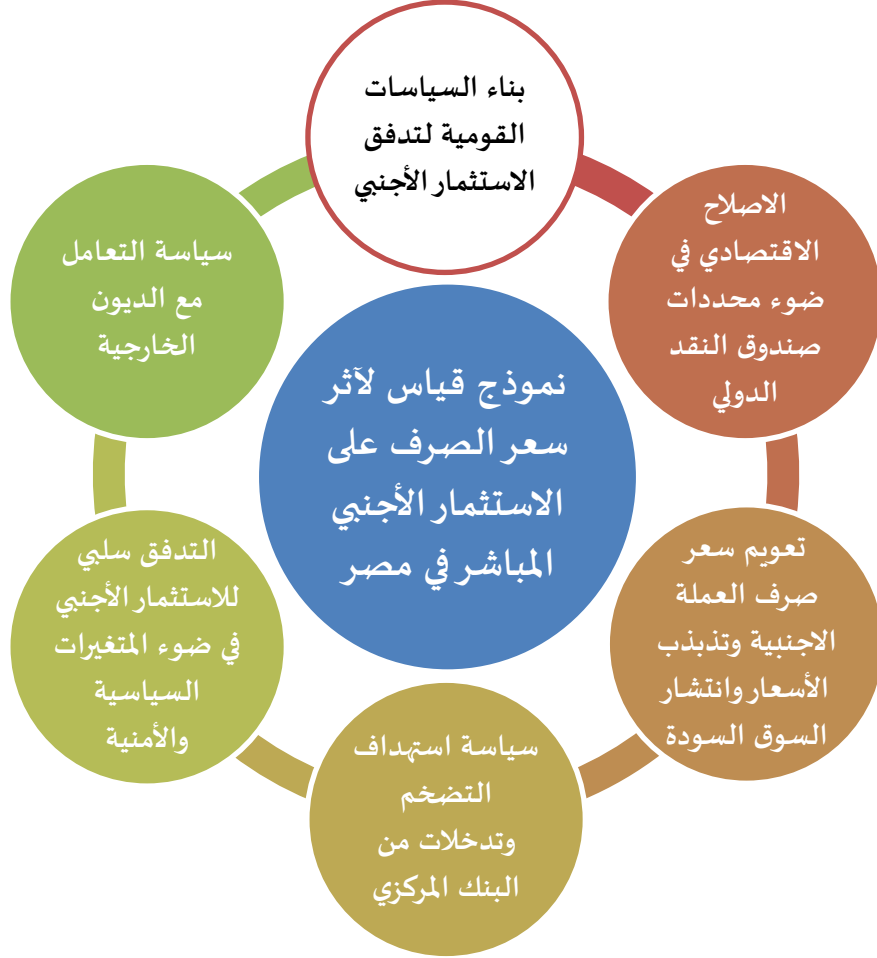 بناء السياسات
القومية لتدفق
الاستثمار الأجنبي
الاصلاح
الاقتصادي في
ضوء محددات
صندوق النقد
الدولي
تعويم سعر
صرف العملة
الاجنبية وتذبذب
الأسعار وانتشار
السوق السودة
سياسة استهداف
التضخم
وتدخلات من
البنك المركزي
التدفق سلبي
للاستثمار الأجنبي
في ضوء المتغيرات
السياسية
والأمنية
سياسة التعامل
مع الديون
الخارجية
نموذج قياس لآثر
سعر الصرف على
الاستثمار الأجنبي
المباشر في مصر